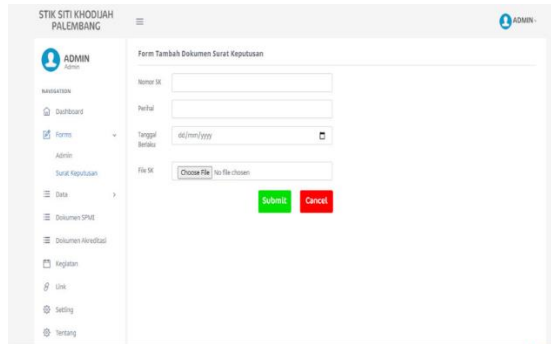 STIK SITI KHODIJAH
PALEMBANG
ADMIN
ADMIN
Admin
NAVIGATION
Dashboard
Forms
Admin
Surat Keputusan
Data
Dokumen SPMI
Dokumen Akreditasi
Kegiatan
Link
Setting
Tentang
Form Tambah Dokumen Surat Keputusan
Nomor SK
Perihal
Tanggal
Berlaku
dd/mm/yyyy
File SK
Choose File No file chosen
Submit
Cancel